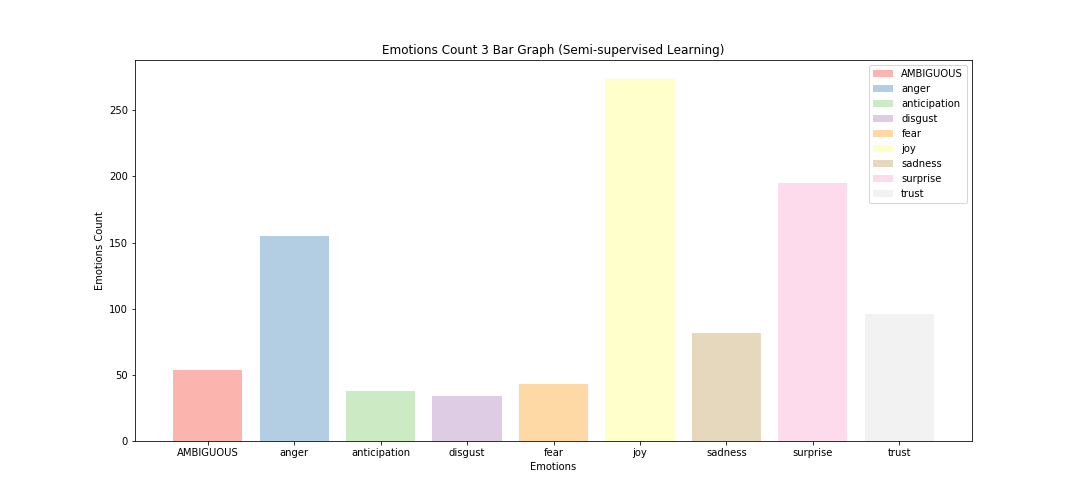 Emotions Count 3 Bar Graph (Semi-supervised Learning)
AMBIGUOUS
anger
anticipation
disgust
fear
joy
sadness
surprise
trust
Emotions Count
250
200
150
100
50
0
AMBIGUOUS anger anticipation disgust fear joy sadness surprise trust
Emotions